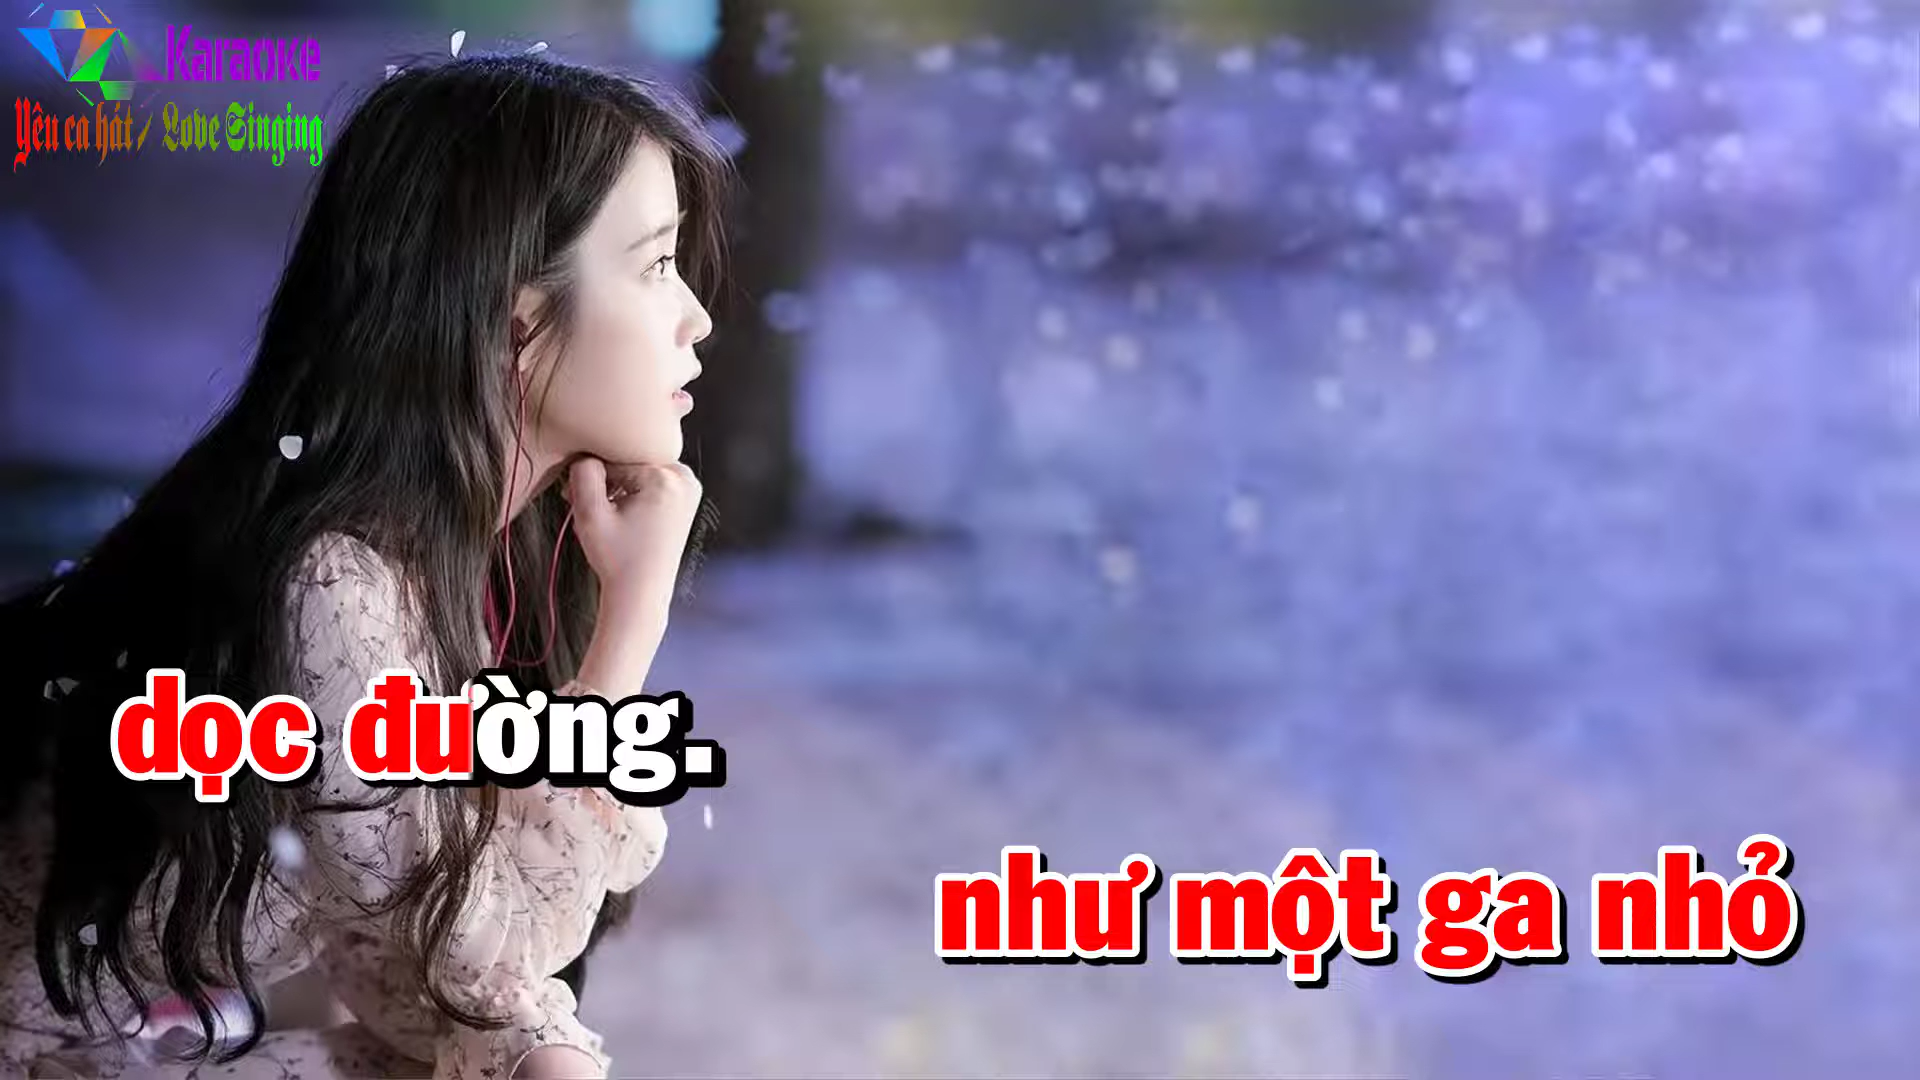 Karaoke
Yêu ca hát / Love Singing
như một ga nhỏ
dọc đường.